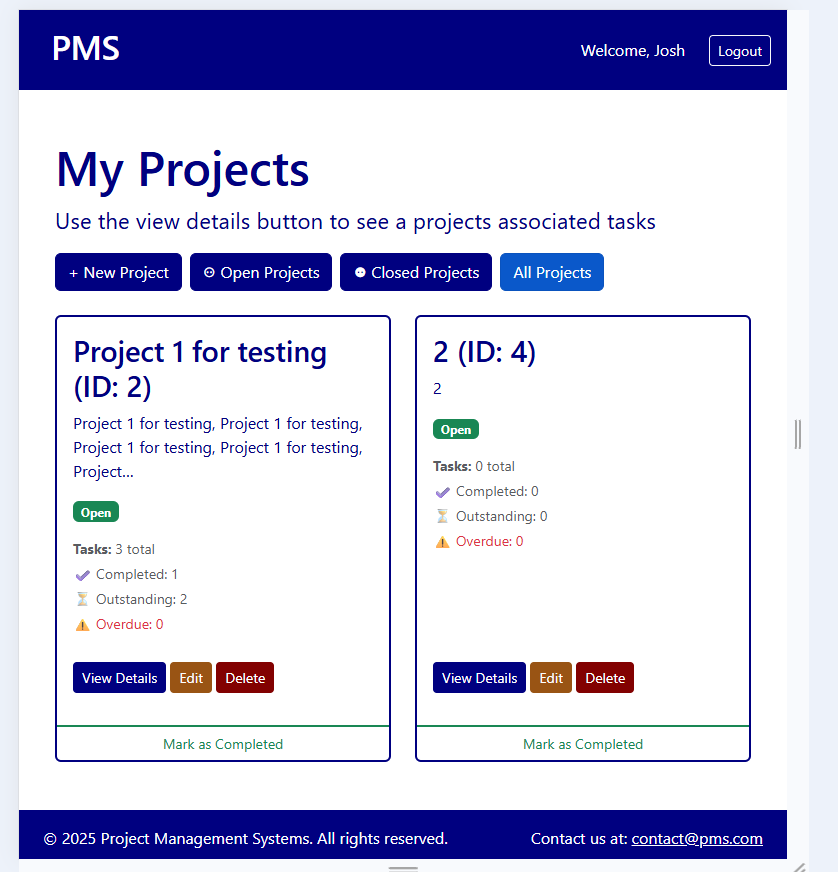 PMS
Welcome, Josh
Logout
My Projects
Use the view details button to see a projects associated tasks
+ New Project
Open Projects
Closed Projects
All Projects
Project 1 for testing
(ID: 2)
Project 1 for testing, Project 1 for testing,
Project 1 for testing, Project 1 for testing,
Project...
Open
Tasks: 3 total
Completed: 1
Outstanding: 2
Overdue: 0
View Details
Edit
Delete
Mark as Completed
2 (ID: 4)
2
Open
Tasks: 0 total
Completed: 0
Outstanding: 0
Overdue: 0
View Details
Edit
Delete
Mark as Completed
© 2025 Project Management Systems. All rights reserved.
Contact us at: contact@pms.com